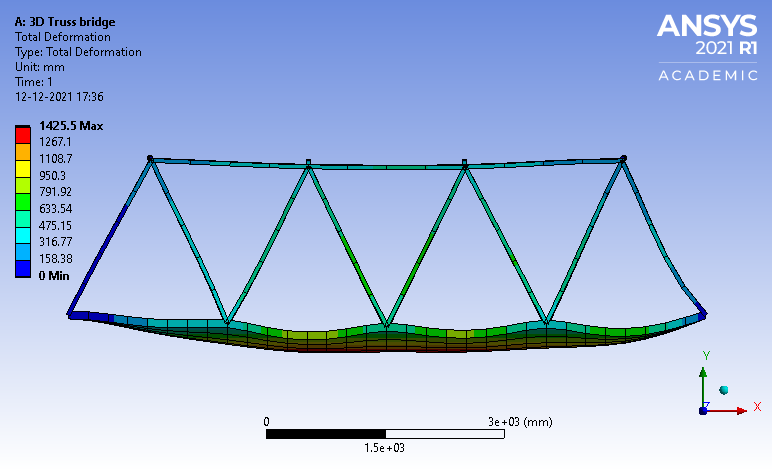 A: 3D Truss bridge
Total Deformation
Type: Total Deformation
Unit: mm
Time: 1
12-12-2021 17:36
1425.5 Max
1267.1
1108.7
950.3
791.92
633.54
475.15
316.77
158.38
0 Min
ANSYS
2021 R1
ACADEMIC
0
3e+03 (mm)
1.5e+03
Y
Z
X